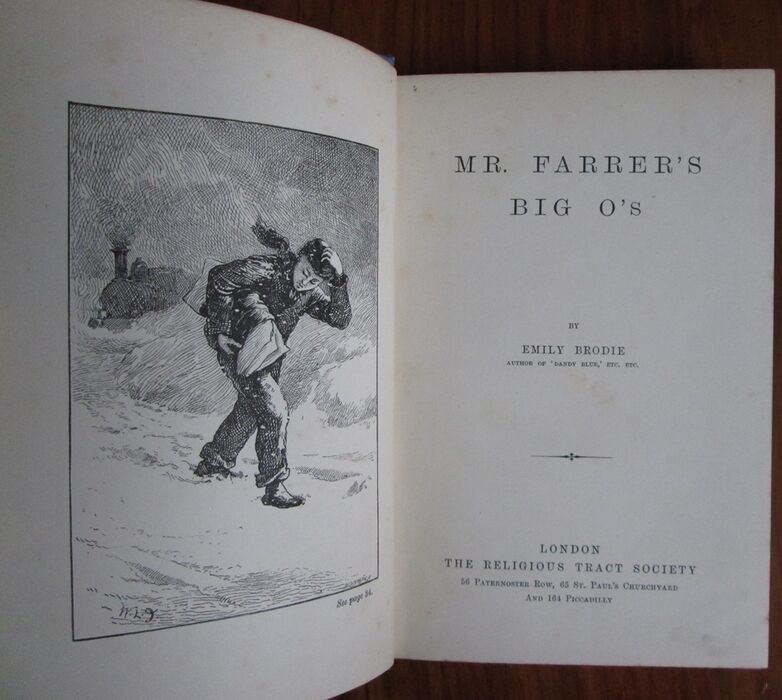 See page 34.
MR. FARRER'S
BIG O'S
BY
EMILY BRODIE
AUTHOR OF 'DANDY BLUE,' ETC. ETC.
LONDON
THE RELIGIOUS TRACT SOCIETY
56 Paternoster Row, 65 St. Paul's Churchyard
And 164 Piccadilly